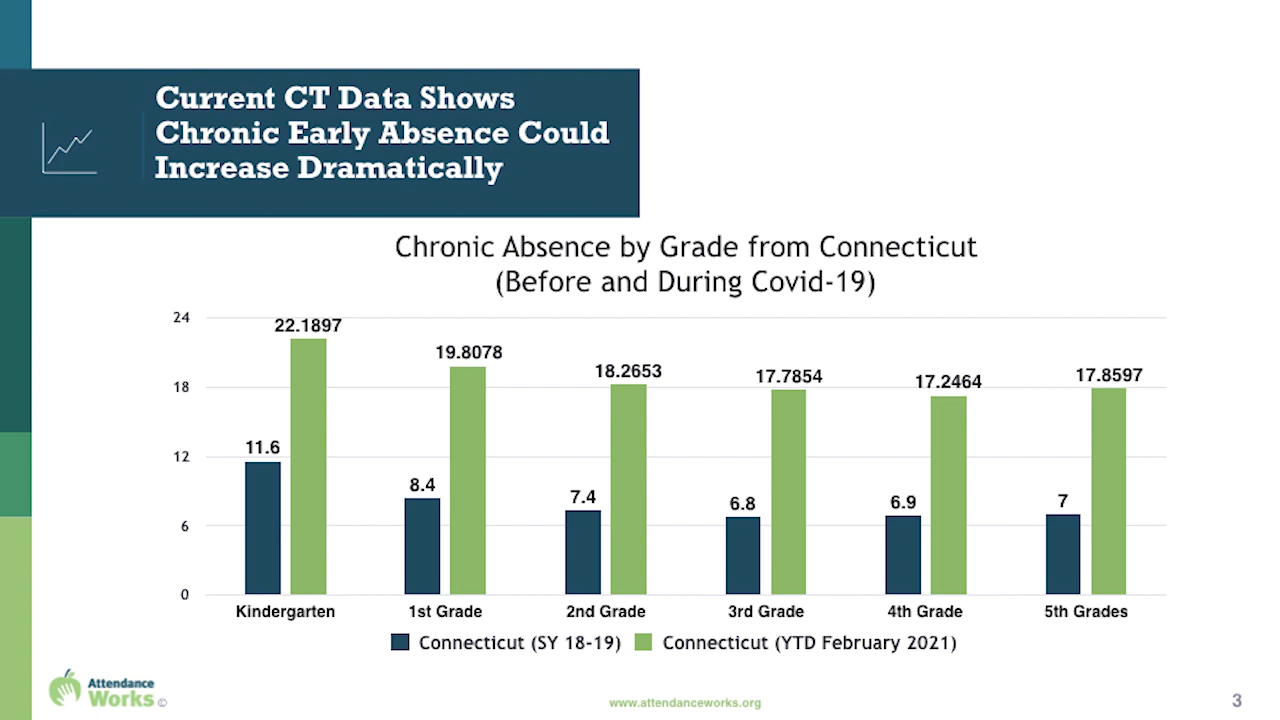 Current CT Data Shows
Chronic Early Absence Could
Increase Dramatically
Chronic Absence by Grade from Connecticut
(Before and During Covid-19)
24
18
12
6
0
11.6
22.1897
8.4
19.8078
7.4
18.2653
6.8
17.7854
6.9
17.2464
7
17.8597
Kindergarten
1st Grade
2nd Grade
3rd Grade
4th Grade
5th Grades
Connecticut (SY 18-19)
Connecticut (YTD February 2021)
Attendance
Works ©
www.attendanceworks.org
3